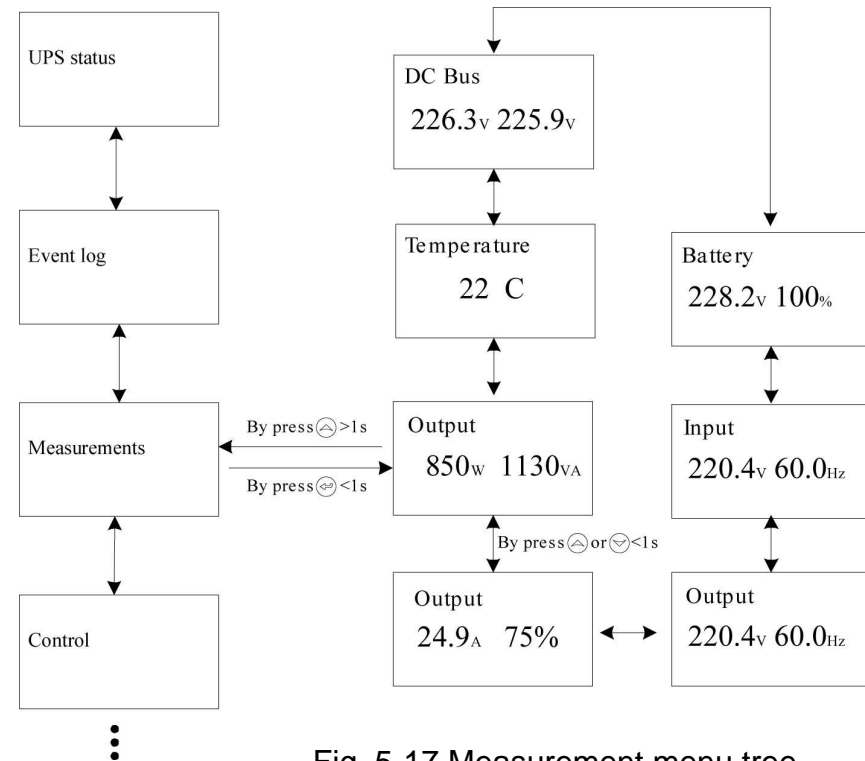 UPS status
DC Bus
226.3V 225.9V
Event log
Temperature
22 C
Battery
228.2V 100%
Measurements
By press >1s
By press <1s
Output
850W 1130VA
Input
220.4V 60.0Hz
By press or <1s
Control
Output
24.9A 75%
Output
220.4V 60.0Hz
Fig. 5-17 Measurement menu tree